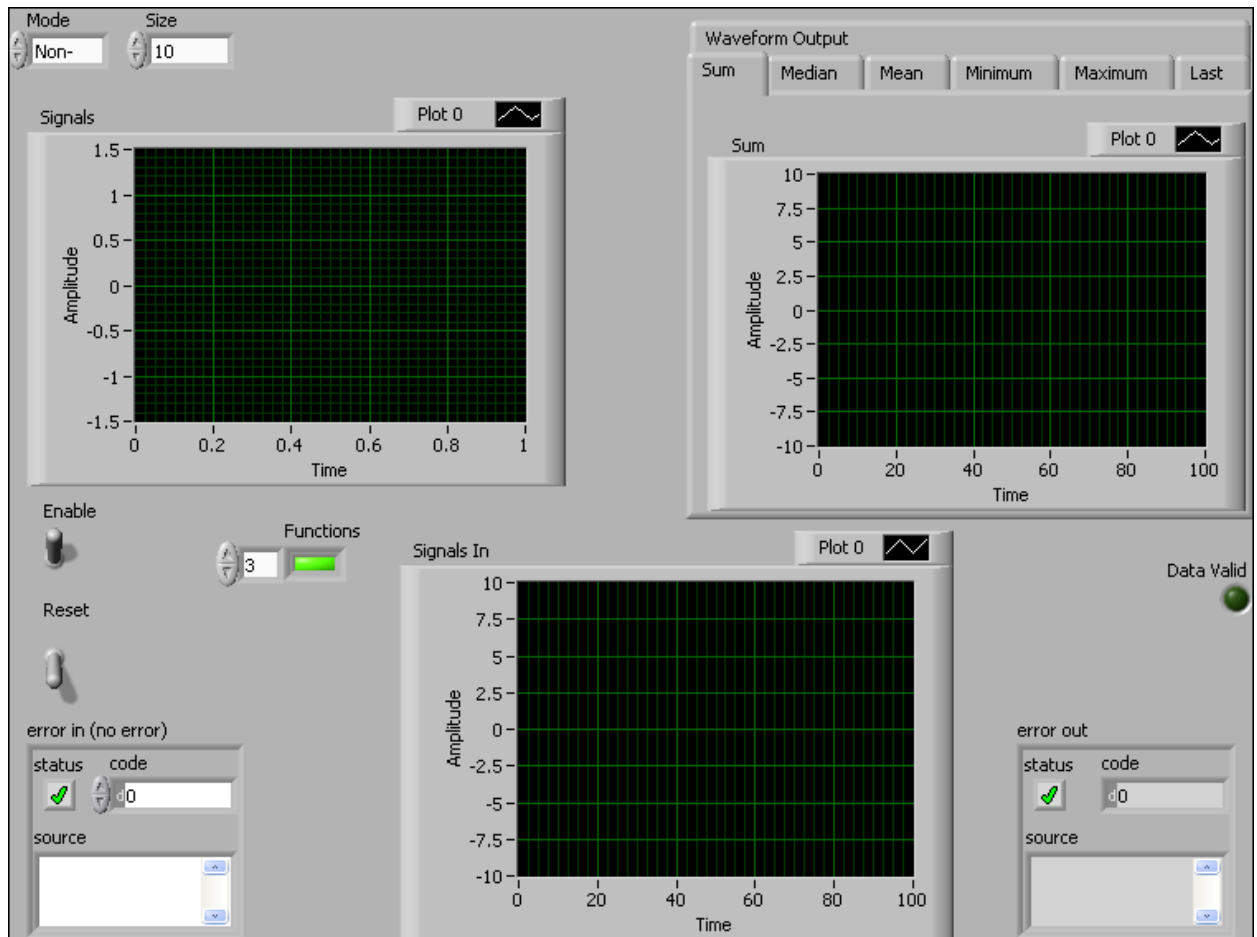 Mode
Size
Non-
10
Waveform Output
Sum
Median
Mean
Minimum
Maximum
Last
Signals
Plot 0
1.5
1
0.5
0
-0.5
-1
-1.5
Amplitude
0 0.2 0.4 0.6 0.8 1
Time
Sum
Plot 0
10
7.5
5
2.5
0
-2.5
-5
-7.5
-10
Amplitude
0 20 40 60 80 100
Time
Enable
Functions
3
Reset
Signals In
Plot 0
10
7.5
5
2.5
0
-2.5
-5
-7.5
-10
Amplitude
0 20 40 60 80 100
Time
Data Valid
error in (no error)
status code
d0
source
error out
status code
d0
source